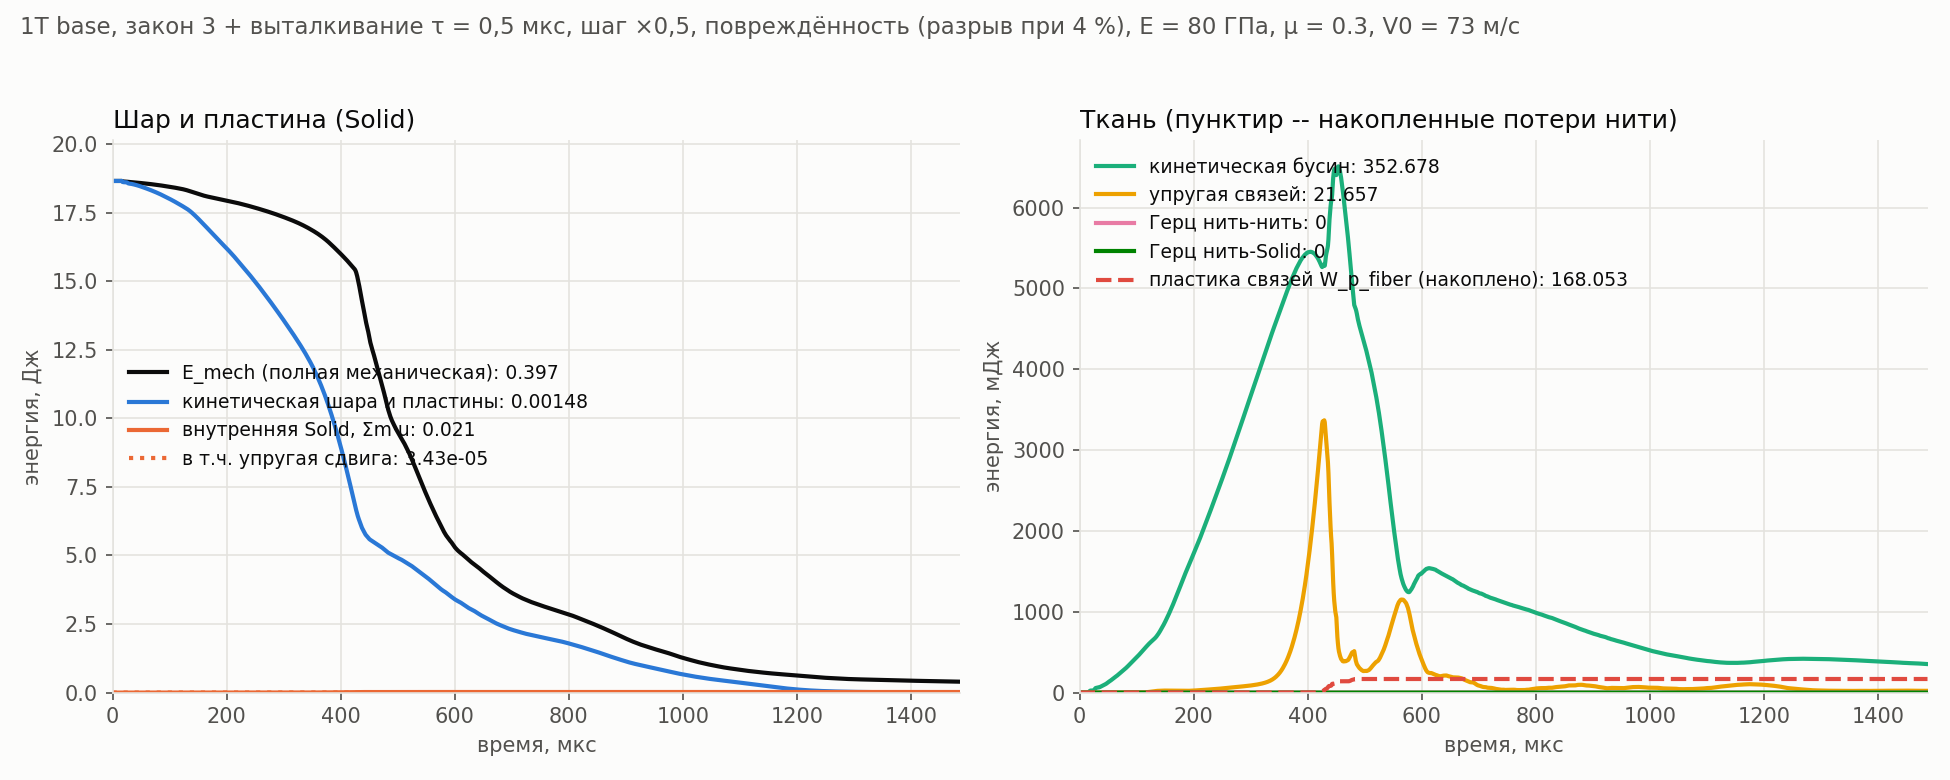 1T base, закон 3 + выталкивание τ = 0,5 мкс, шаг ×0,5, повреждённость (разрыв при 4 %), E = 80 ГПа, μ = 0.3, V0 = 73 м/с
Шар и пластина (Solid)
20.0
17.5
15.0
12.5
10.0
7.5
5.0
2.5
0.0
энергия, Дж
E_mech (полная механическая): 0.397
кинетическая шара и пластины: 0.00148
внутренняя Solid, Σm·u: 0.021
в т.ч. упругая сдвига: 3.43e-05
0 200 400 600 800 1000 1200 1400
время, мкс
Ткань (пунктир -- накопленные потери нити)
6000
5000
4000
3000
2000
1000
0
энергия, мДж
кинетическая бусин: 352.678
упругая связей: 21.657
Герц нить-нить: 0
Герц нить-Solid: 0
пластика связей W_p_fiber (накоплено): 168.053
0 200 400 600 800 1000 1200 1400
время, мкс